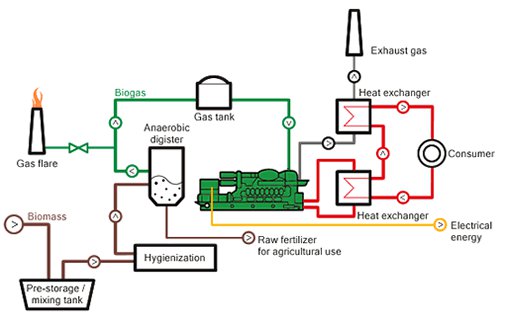 Exhaust gas
Biogas
Heat exchanger
Gas tank
Anaerobic
digister
Gas flare
Consumer
Biomass
Heat exchanger
Electrical
energy
Raw fertilizer
for agricultural use
Hygienization
Pre-storage /
mixing tank